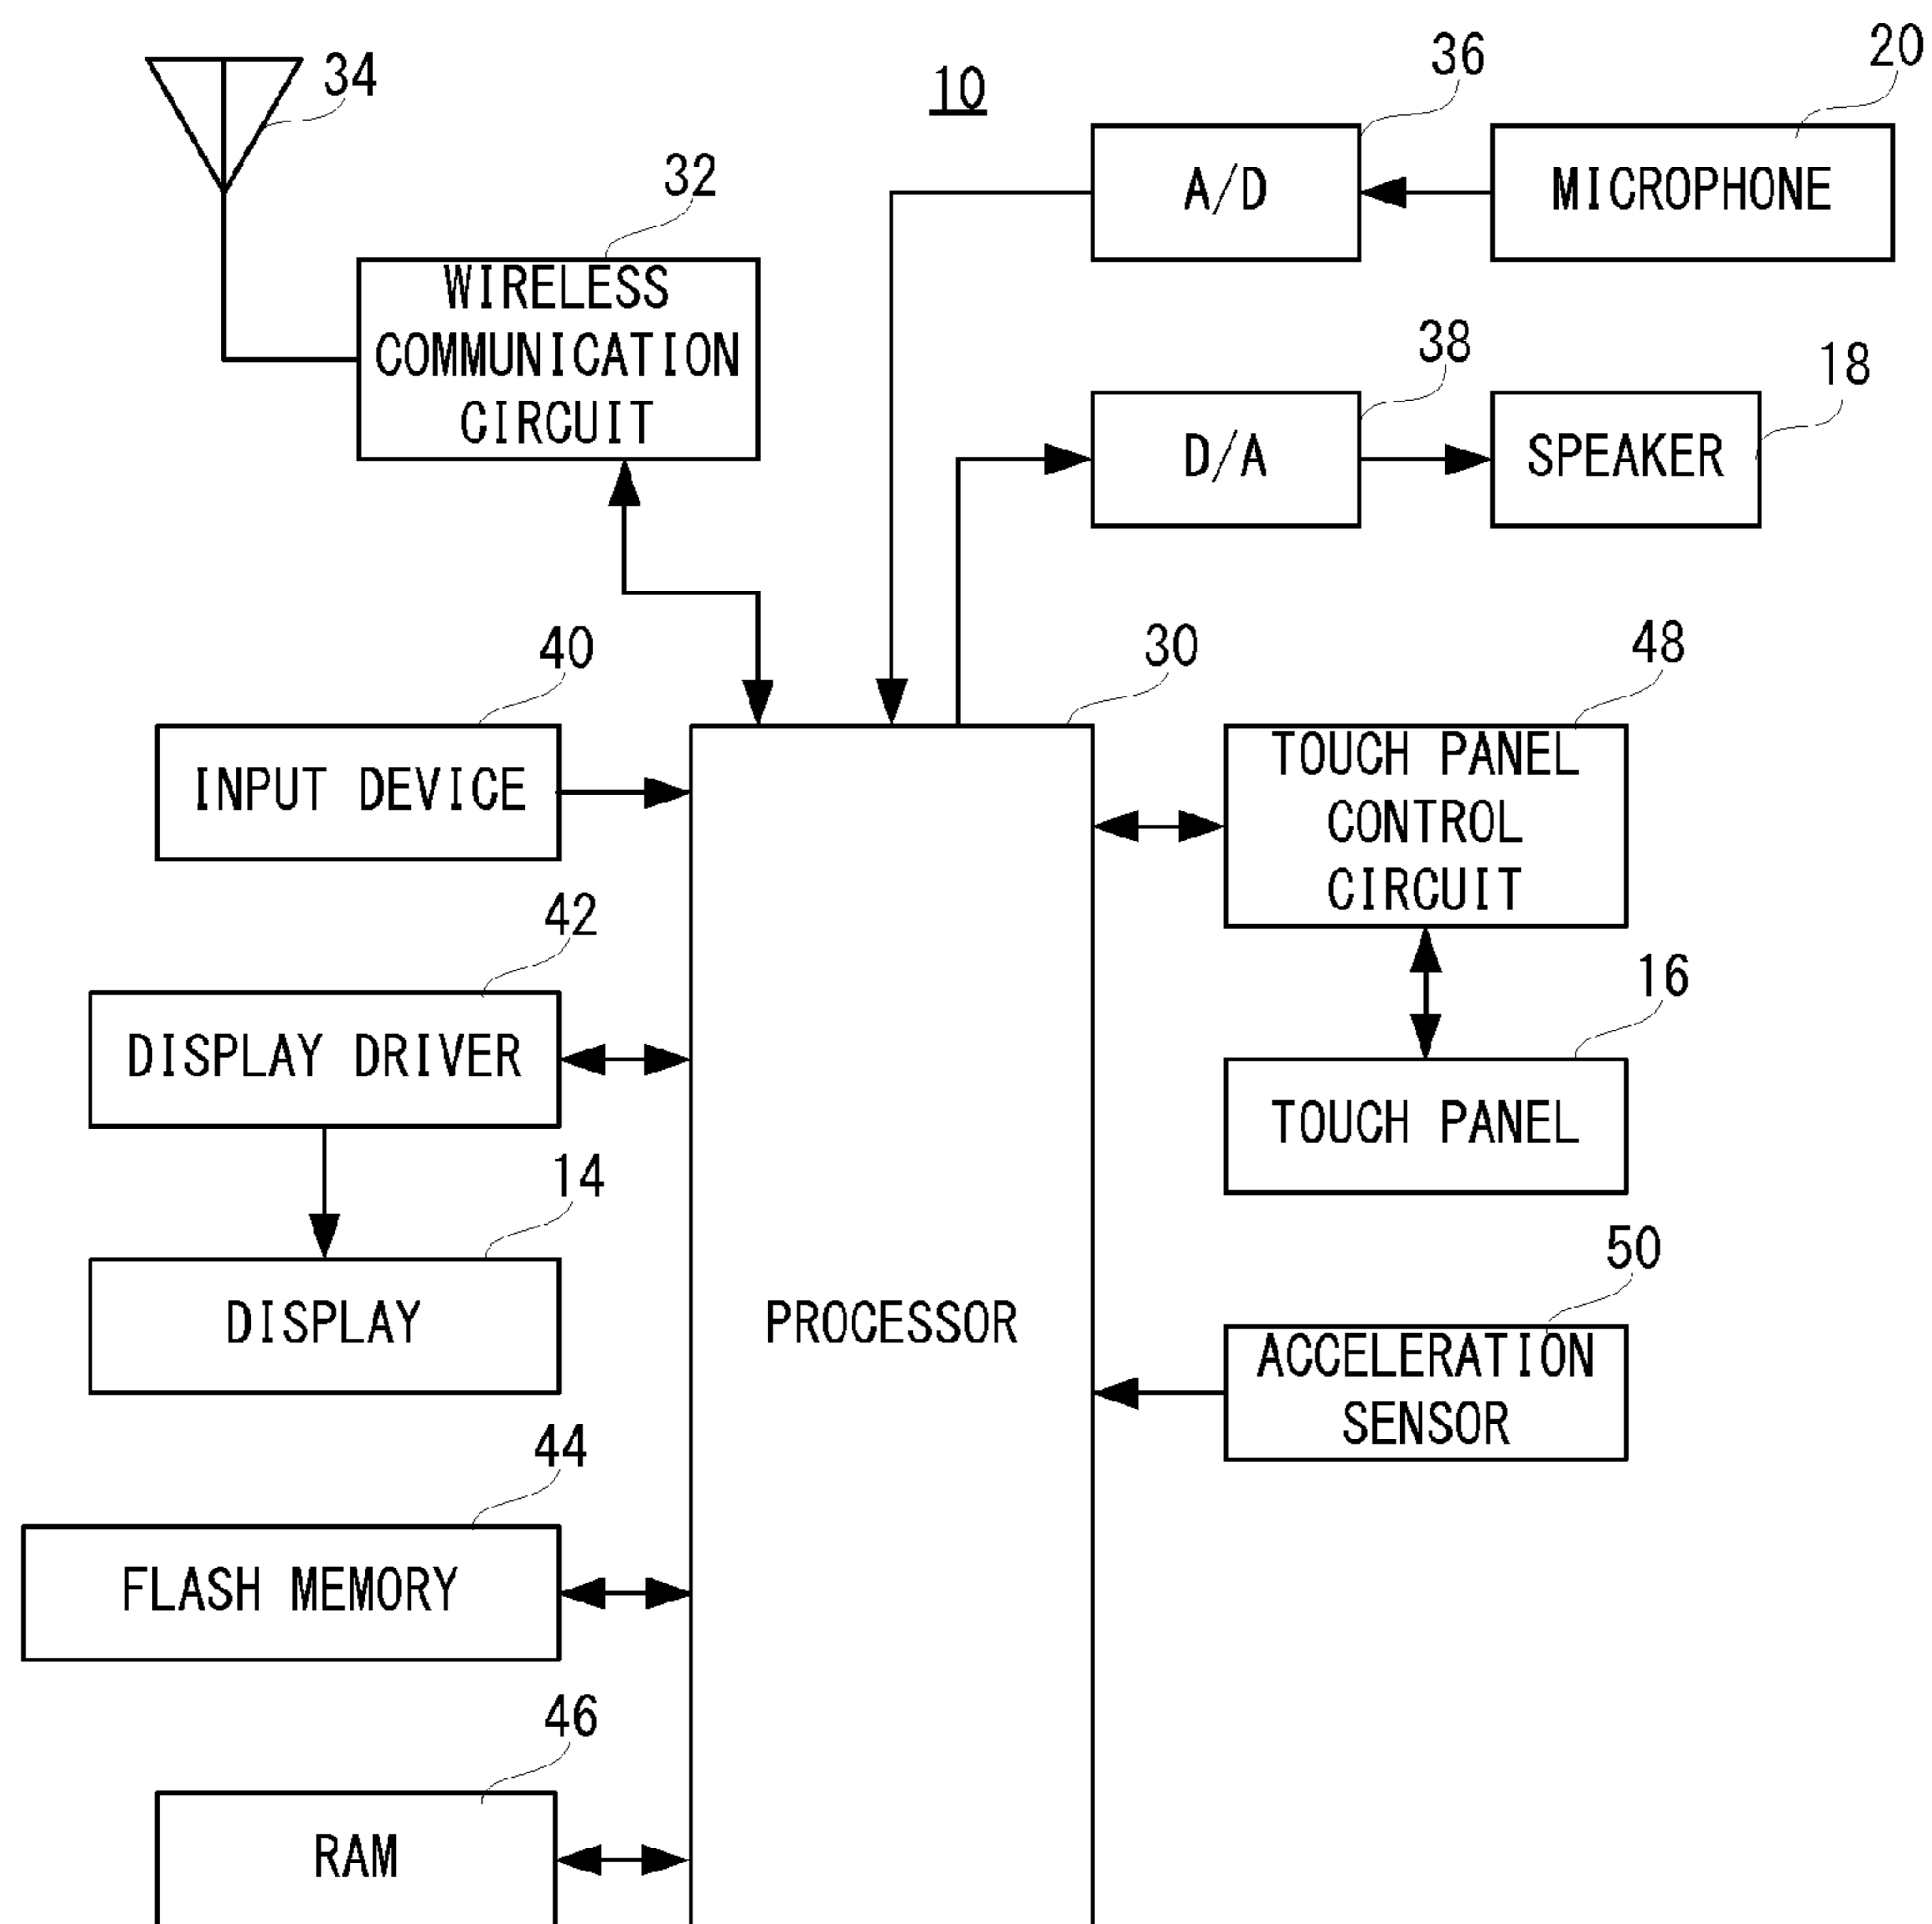 34
10
36
20
32
A/D
MICROPHONE
WIRELESS
COMMUNICATION
CIRCUIT
38
18
D/A
SPEAKER
40
30
48
INPUT DEVICE
TOUCH PANEL
CONTROL
CIRCUIT
42
16
DISPLAY DRIVER
TOUCH PANEL
14
50
DISPLAY
PROCESSOR
ACCELERATION
SENSOR
44
FLASH MEMORY
46
RAM